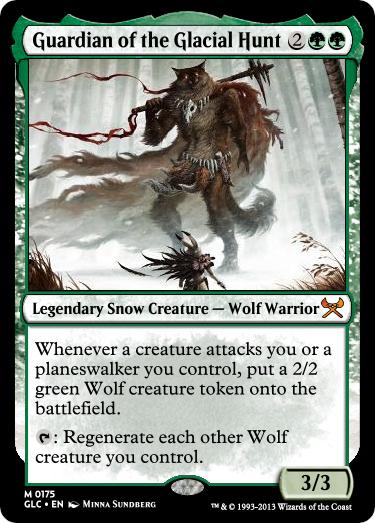 Guardian of the Glacial Hunt 2
Legendary Snow Creature — Wolf Warrior
Whenever a creature attacks you or a
planeswalker you control, put a 2/2
green Wolf creature token onto the
battlefield.
: Regenerate each other Wolf
creature you control.
3/3
M 0175
GLC • EN Minna Sundberg
™ & © 1993-2013 Wizards of the Coast